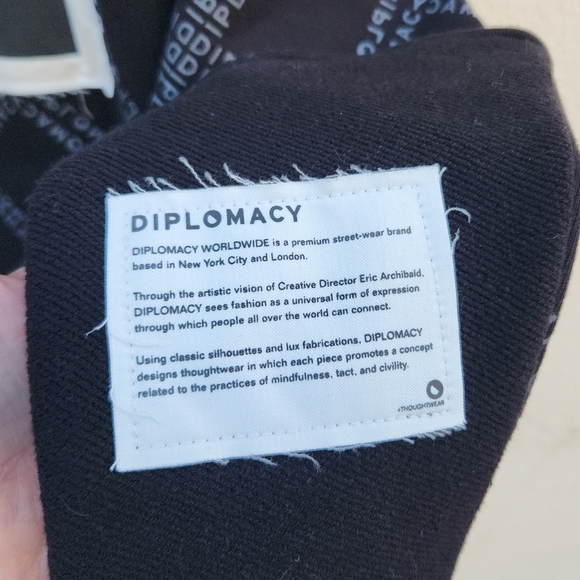 DIPLOMACY
DIPLOMACY WORLDWIDE is a premium street-wear brand
based in New York City and London.
Through the artistic vision of Creative Director Eric Archibald,
DIPLOMACY sees fashion as a universal form of expression
through which people all over the world can connect.
Using classic silhouettes and lux fabrications, DIPLOMACY
designs thoughtwear in which each piece promotes a concept
related to the practices of mindfulness, tact, and civility.
#THOUGHTWEAR